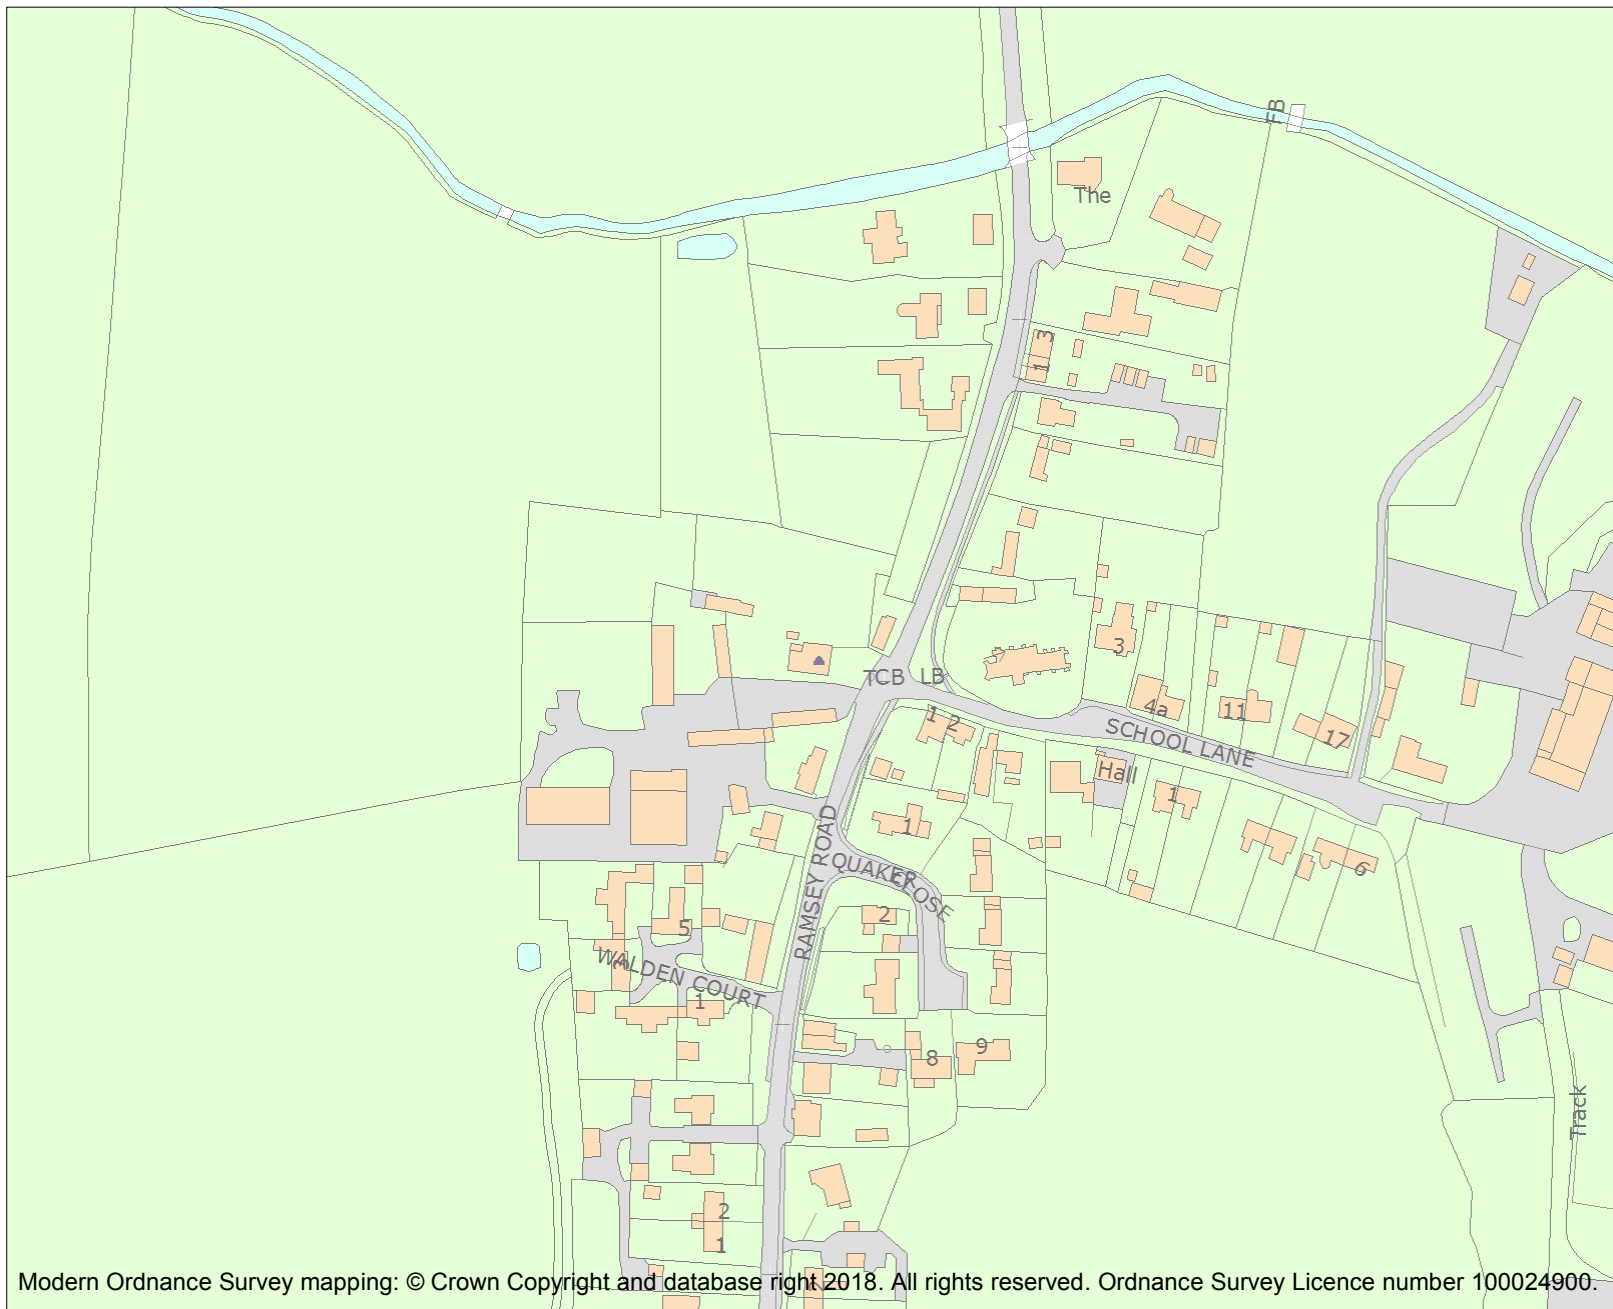 FB
The
3
1
TCB LB
3
4a
11
17
SCHOOL LANE
1 2
Hall
1
1
6
RAMSEY ROAD
QUAKER
CLOSE
2
5
3
WALDEN COURT
1
8
9
Track
2
1
Modern Ordnance Survey mapping: © Crown Copyright and database right 2018. All rights reserved. Ordnance Survey Licence number 100024900.